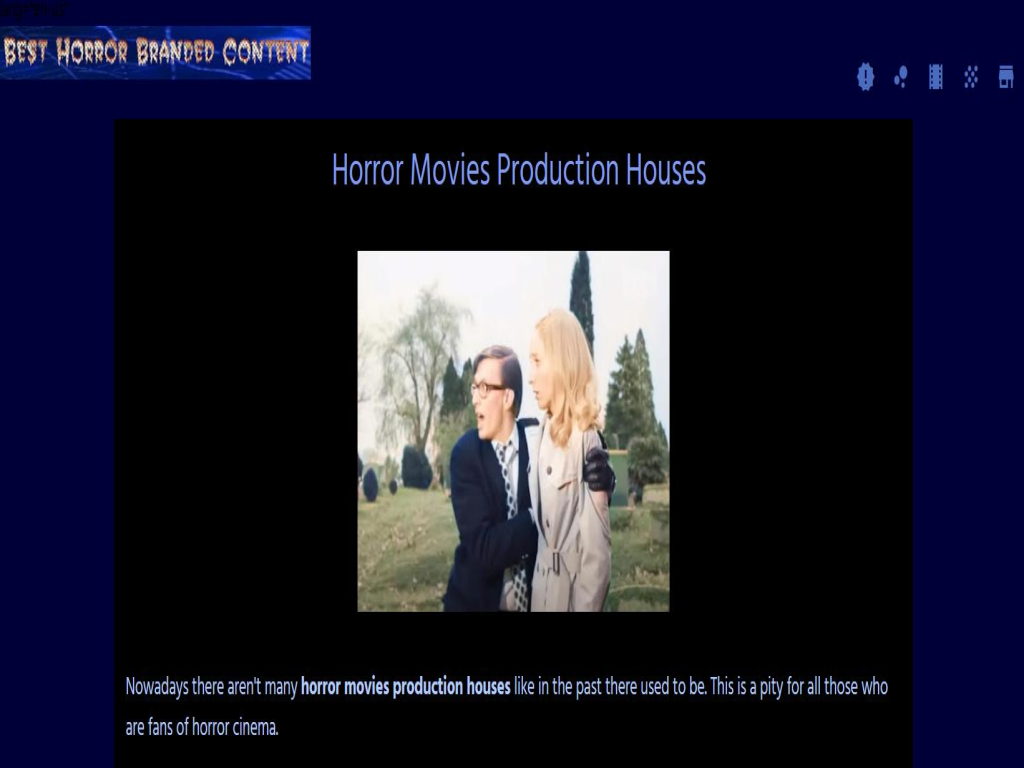 BEST HORROR BRANDED CONTENT
Horror Movies Production Houses
Nowadays there aren't many horror movies production houses like in the past there used to be. This is a pity for all those who
are fans of horror cinema.